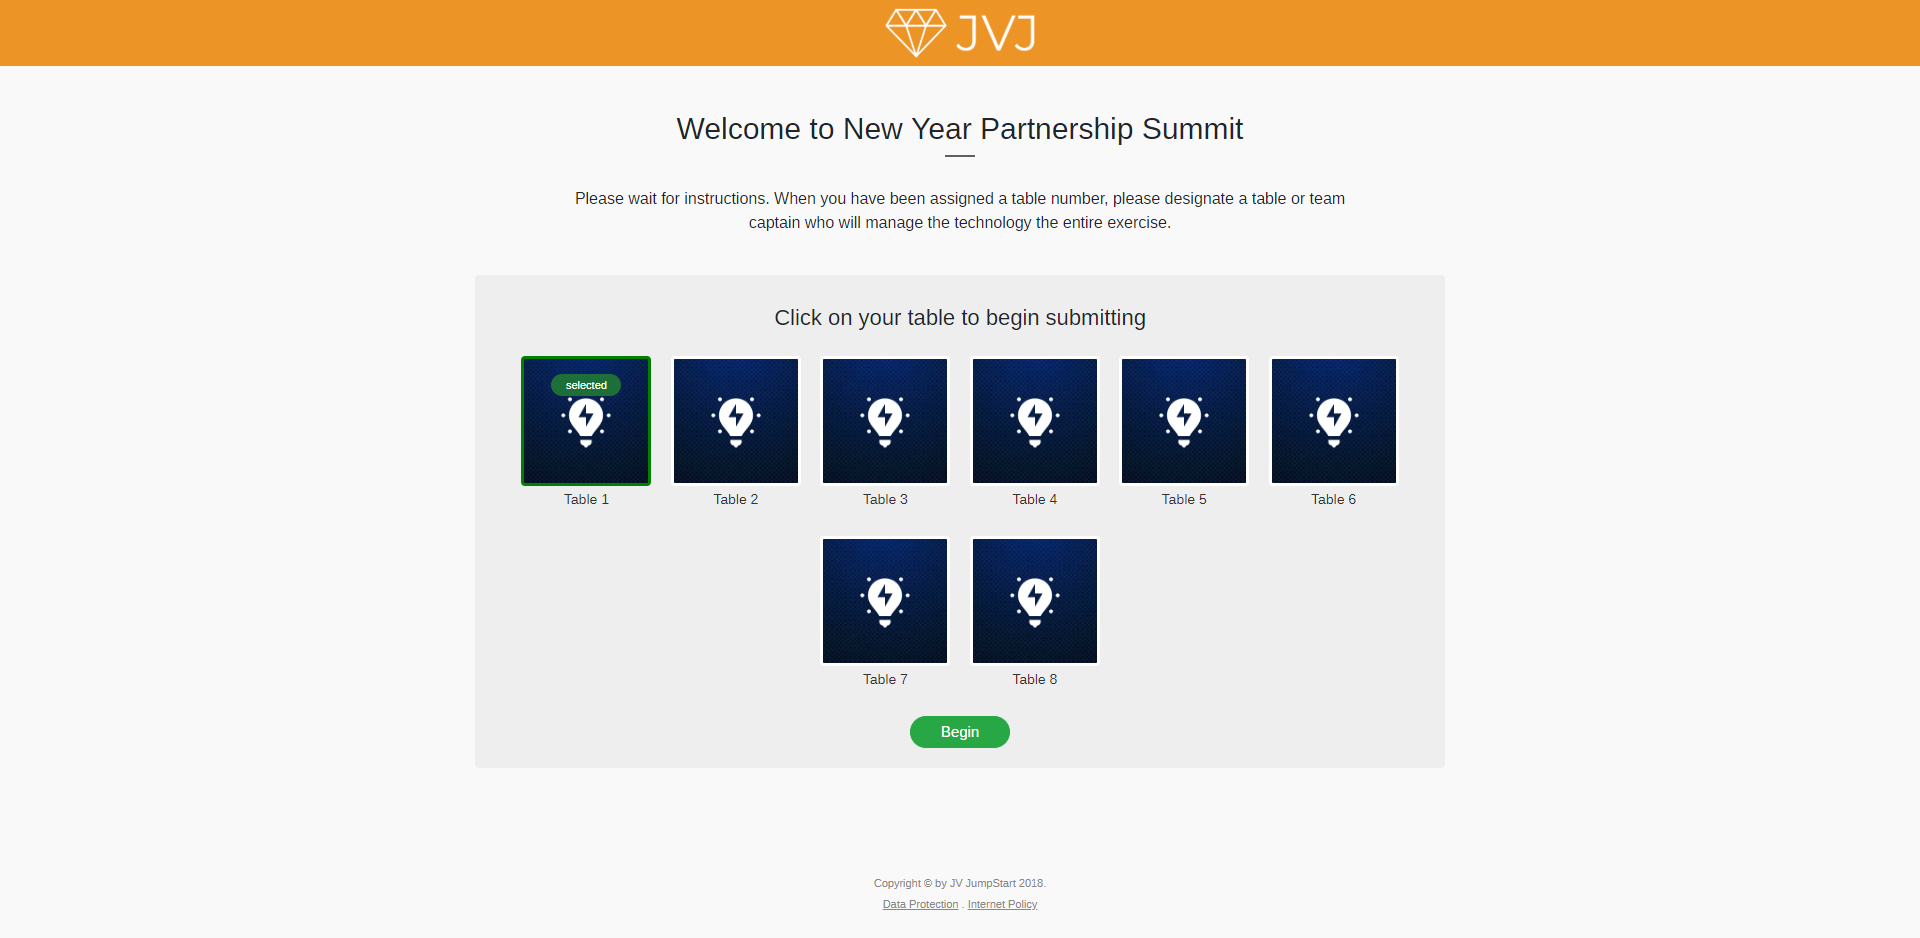 JVJ
Welcome to New Year Partnership Summit
Please wait for instructions. When you have been assigned a table number, please designate a table or team
captain who will manage the technology the entire exercise.
Click on your table to begin submitting
selected
Table 1
Table 2
Table 3
Table 4
Table 5
Table 6
Table 7
Table 8
Begin
Copyright © by JV JumpStart 2018.
Data Protection . Internet Policy